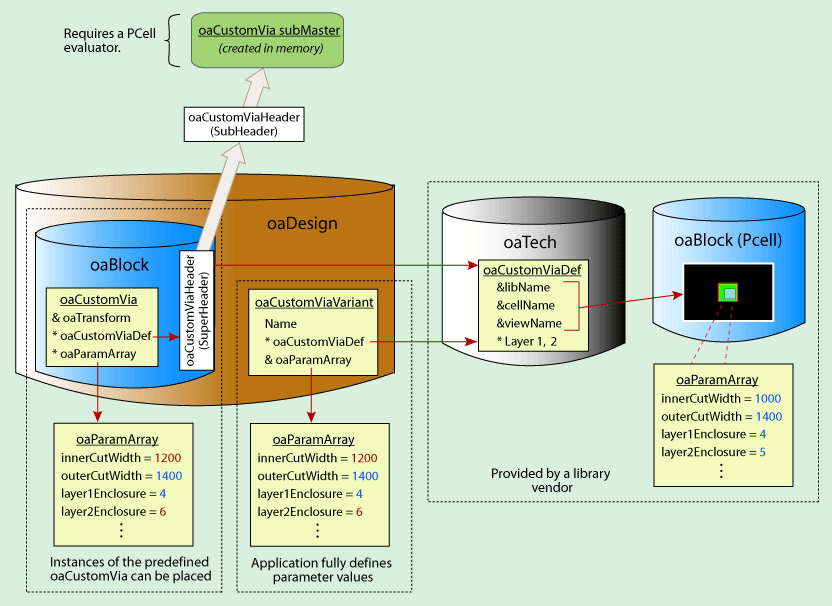 Requires a PCell
evaluator.
oaCustomVia subMaster
(created in memory)
oaCustomViaHeader
(SubHeader)
oaDesign
oaBlock
oaCustomVia
& oaTransform
* oaCustomViaDef
* oaParamArray
oaCustomViaHeader
(SuperHeader)
oaCustomViaVariant
Name
* oaCustomViaDef
& oaParamArray
oaTech
oaCustomViaDef
&libName
&cellName
&viewName
* Layer 1, 2
oaBlock (Pcell)
oaParamArray
innerCutWidth = 1000
outerCutWidth = 1400
layer1Enclosure = 4
layer2Enclosure = 5
Provided by a library
vendor
oaParamArray
innerCutWidth = 1200
outerCutWidth = 1400
layer1Enclosure = 4
layer2Enclosure = 6
Instances of the predefined
oaCustomVia can be placed
oaParamArray
innerCutWidth = 1200
outerCutWidth = 1400
layer1Enclosure = 4
layer2Enclosure = 6
Application fully defines
parameter values